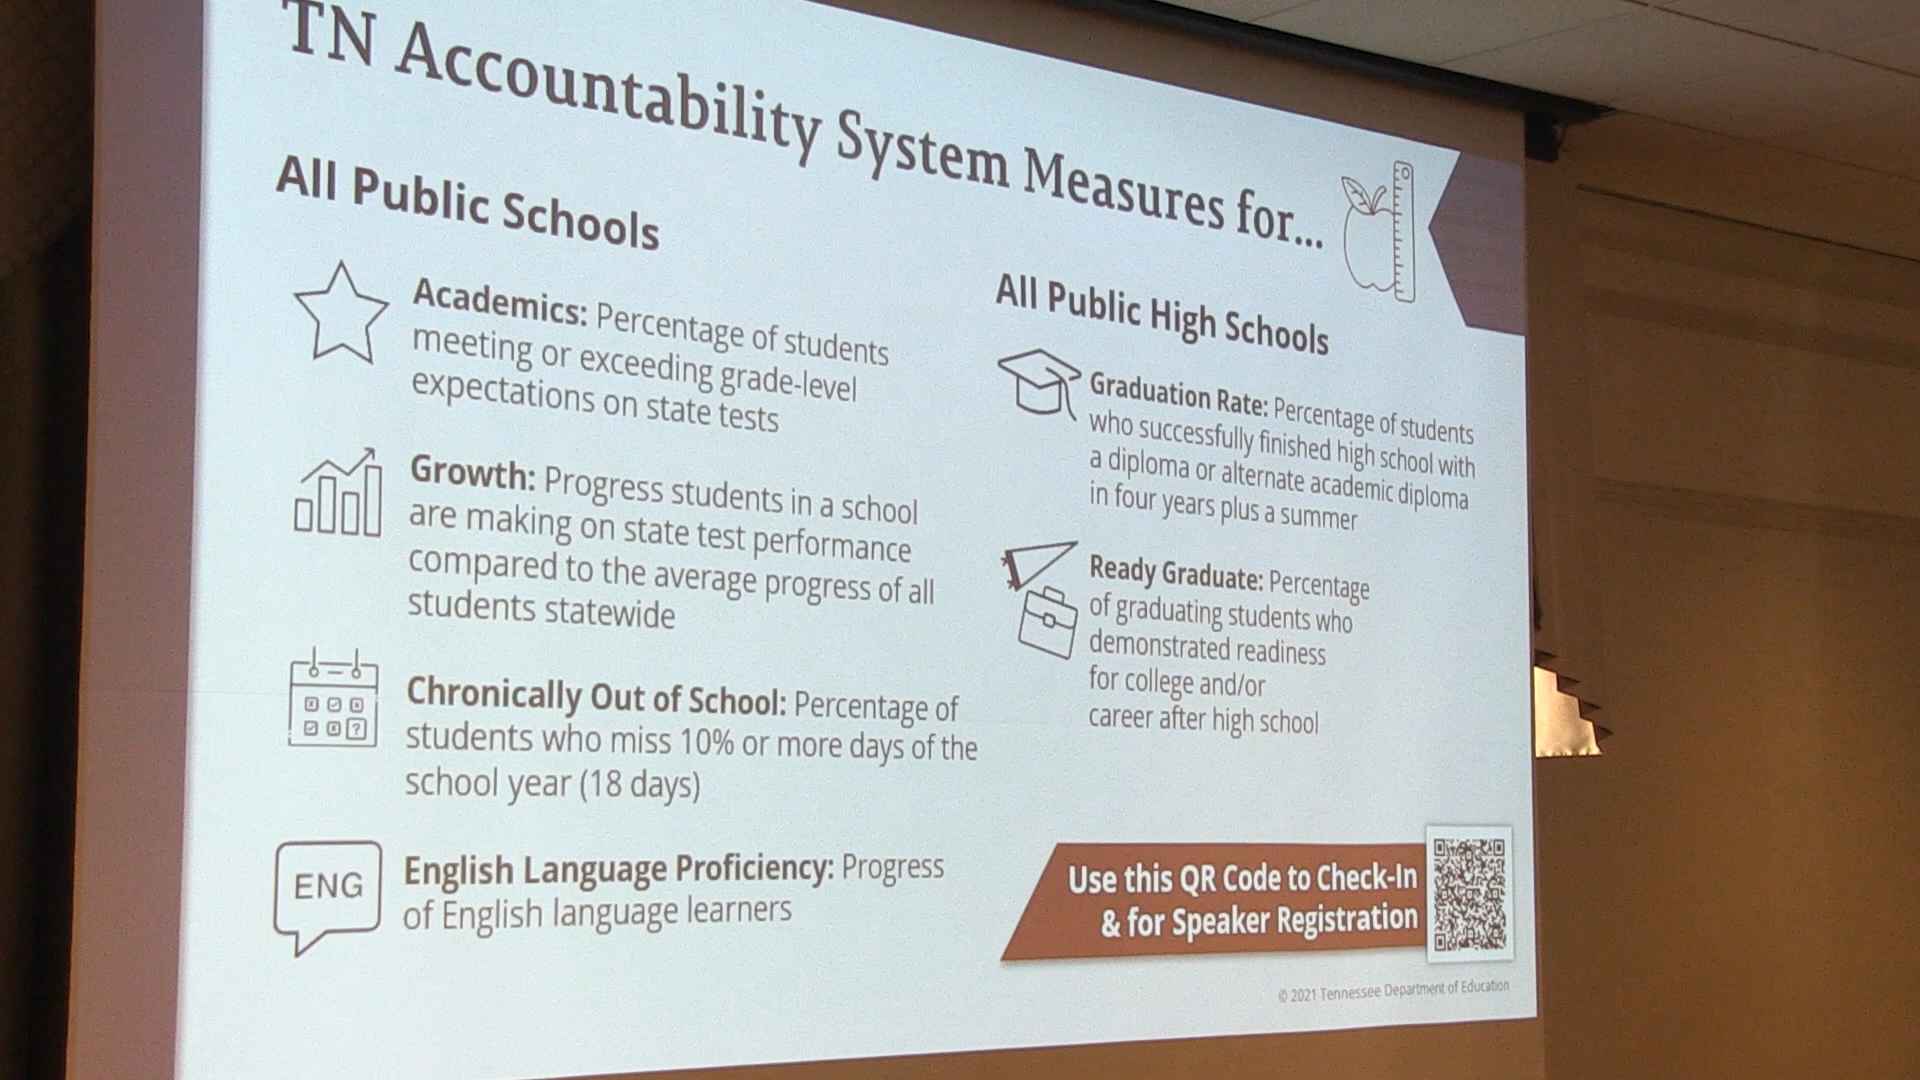 TN Accountability System Measures for...
All Public Schools
Academics: Percentage of students
meeting or exceeding grade-level
expectations on state tests
Growth: Progress students in a school
are making on state test performance
compared to the average progress of all
students statewide
Chronically Out of School: Percentage of
students who miss 10% or more days of the
school year (18 days)
ENG
English Language Proficiency: Progress
of English language learners
All Public High Schools
Graduation Rate: Percentage of students
who successfully finished high school with
a diploma or alternate academic diploma
in four years plus a summer
Ready Graduate: Percentage
of graduating students who
demonstrated readiness
for college and/or
career after high school
Use this QR Code to Check-In
& for Speaker Registration
© 2021 Tennessee Department of Education